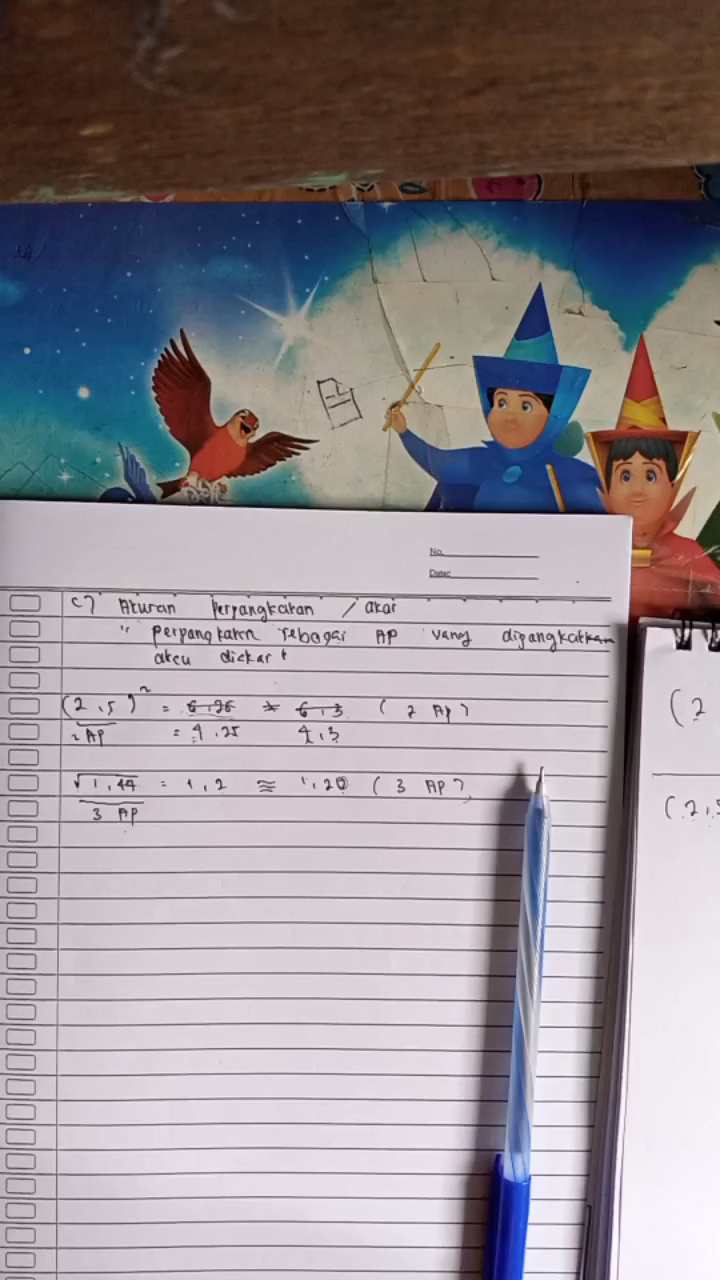 No.
Date:
c) Aturan Perpangkatan / akar
" perpangkaten sebagai AP yang dipangkatkan
atau diakar "
(2,5)² = 6,25 ≈ 6,3 (2 AP)
2 AP = 4,25 4,3
√1,44 = 1,2 ≈ 1,20 (3 AP)
3 AP
(2
(2,5